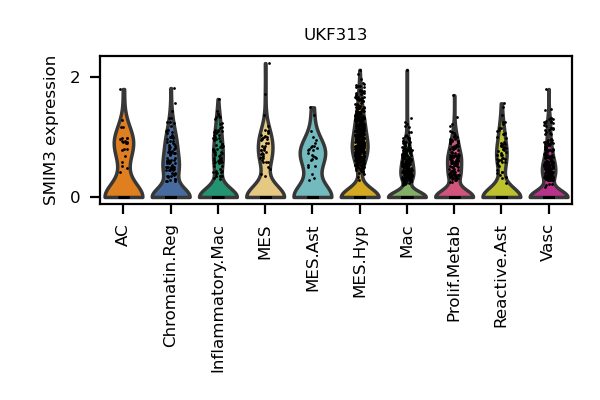 UKF313
SMIM3 expression
2
0
AC
Chromatin.Reg
Inflammatory.Mac
MES
MES.Ast
MES.Hyp
Mac
Prolif.Metab
Reactive.Ast
Vasc